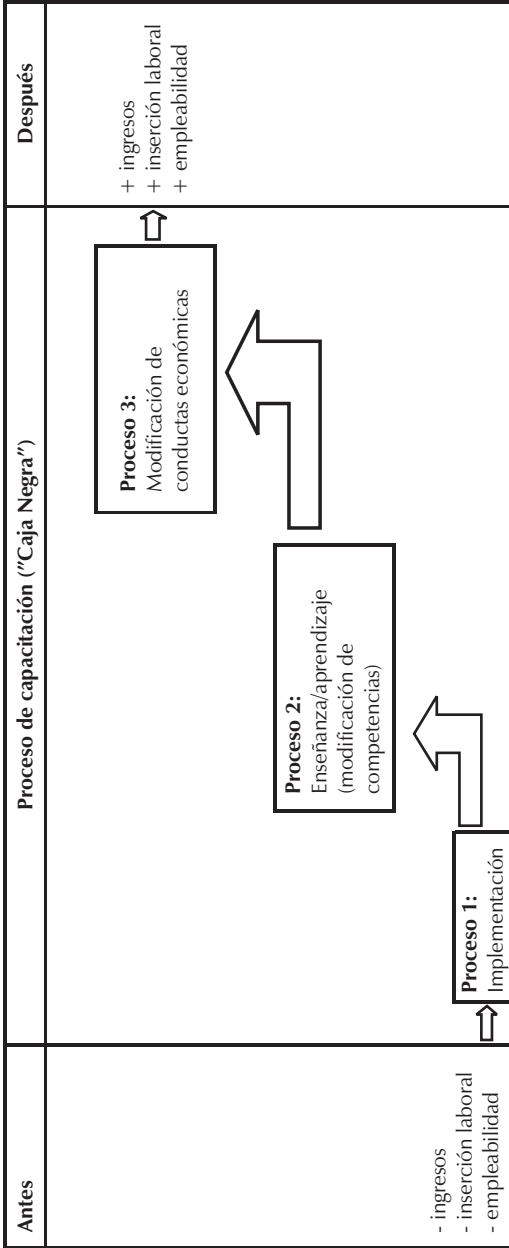 Antes
Proceso de capacitación ("Caja Negra")
Después
- ingresos
- inserción laboral
- empleabilidad
Proceso 1:
Implementación
Proceso 2:
Enseñanza/aprendizaje
(modificación de
competencias)
Proceso 3:
Modificación de
conductas económicas
+ ingresos
+ inserción laboral
+ empleabilidad